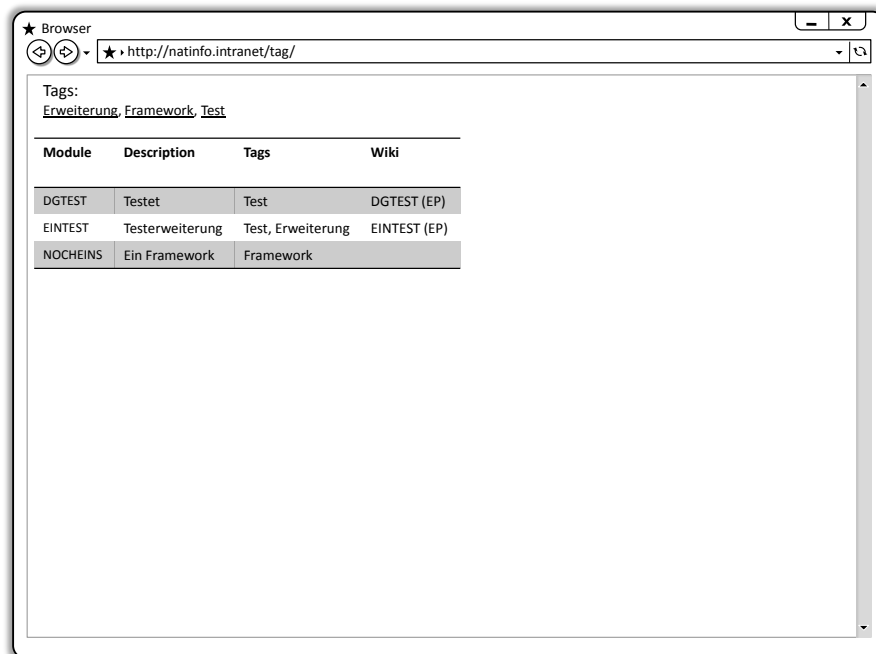 Browser
http://natinfo.intranet/tag/
Tags:
Erweiterung, Framework, Test
Module Description Tags Wiki
DGTEST Testet Test DGTEST (EP)
EINTEST Testerweiterung Test, Erweiterung EINTEST (EP)
NOCHEINS Ein Framework Framework